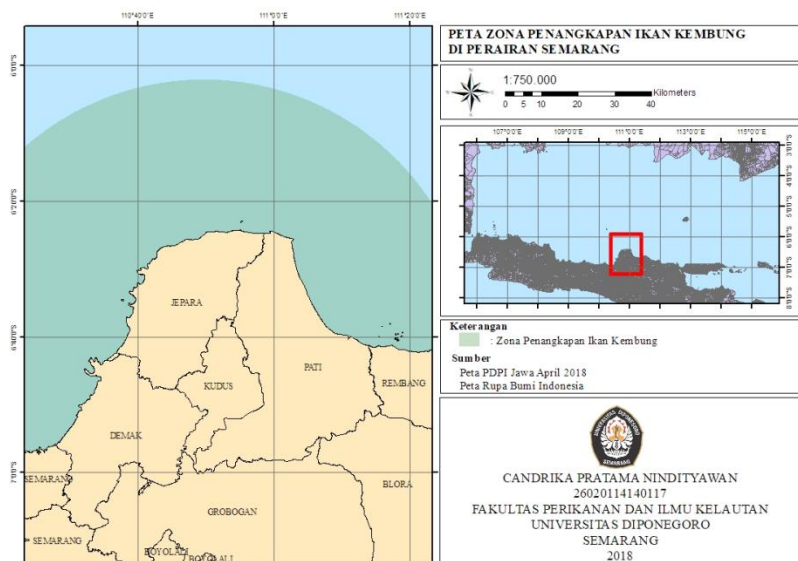 110°40'0"E 111°0'0"E 111°20'0"E
6°0'0"S
6°20'0"S
6°40'0"S
7°0'0"S
JEPARA
KUDUS
PATI
REMBANG
DEMAK
SEMARANG
BLORA
GROBOGAN
SEMARANG
BOYOLALI
BOYOLALI
PETA ZONA PENANGKAPAN IKAN KEMBUNG
DI PERAIRAN SEMARANG
1:750.000
0 5 10 20 30 40
Kilometers
107°0'0"E 109°0'0"E 111°0'0"E 113°0'0"E 115°0'0"E
3°0'0"S
4°0'0"S
5°0'0"S
6°0'0"S
7°0'0"S
8°0'0"S
Keterangan
: Zona Penangkapan Ikan Kembung
Sumber
Peta PDPI Jawa April 2018
Peta Rupa Bumi Indonesia
UNIVERSITAS DIPONEGORO
SEMARANG
CANDRIKA PRATAMA NINDITYAWAN
26020114140117
FAKULTAS PERIKANAN DAN ILMU KELAUTAN
UNIVERSITAS DIPONEGORO
SEMARANG
2018